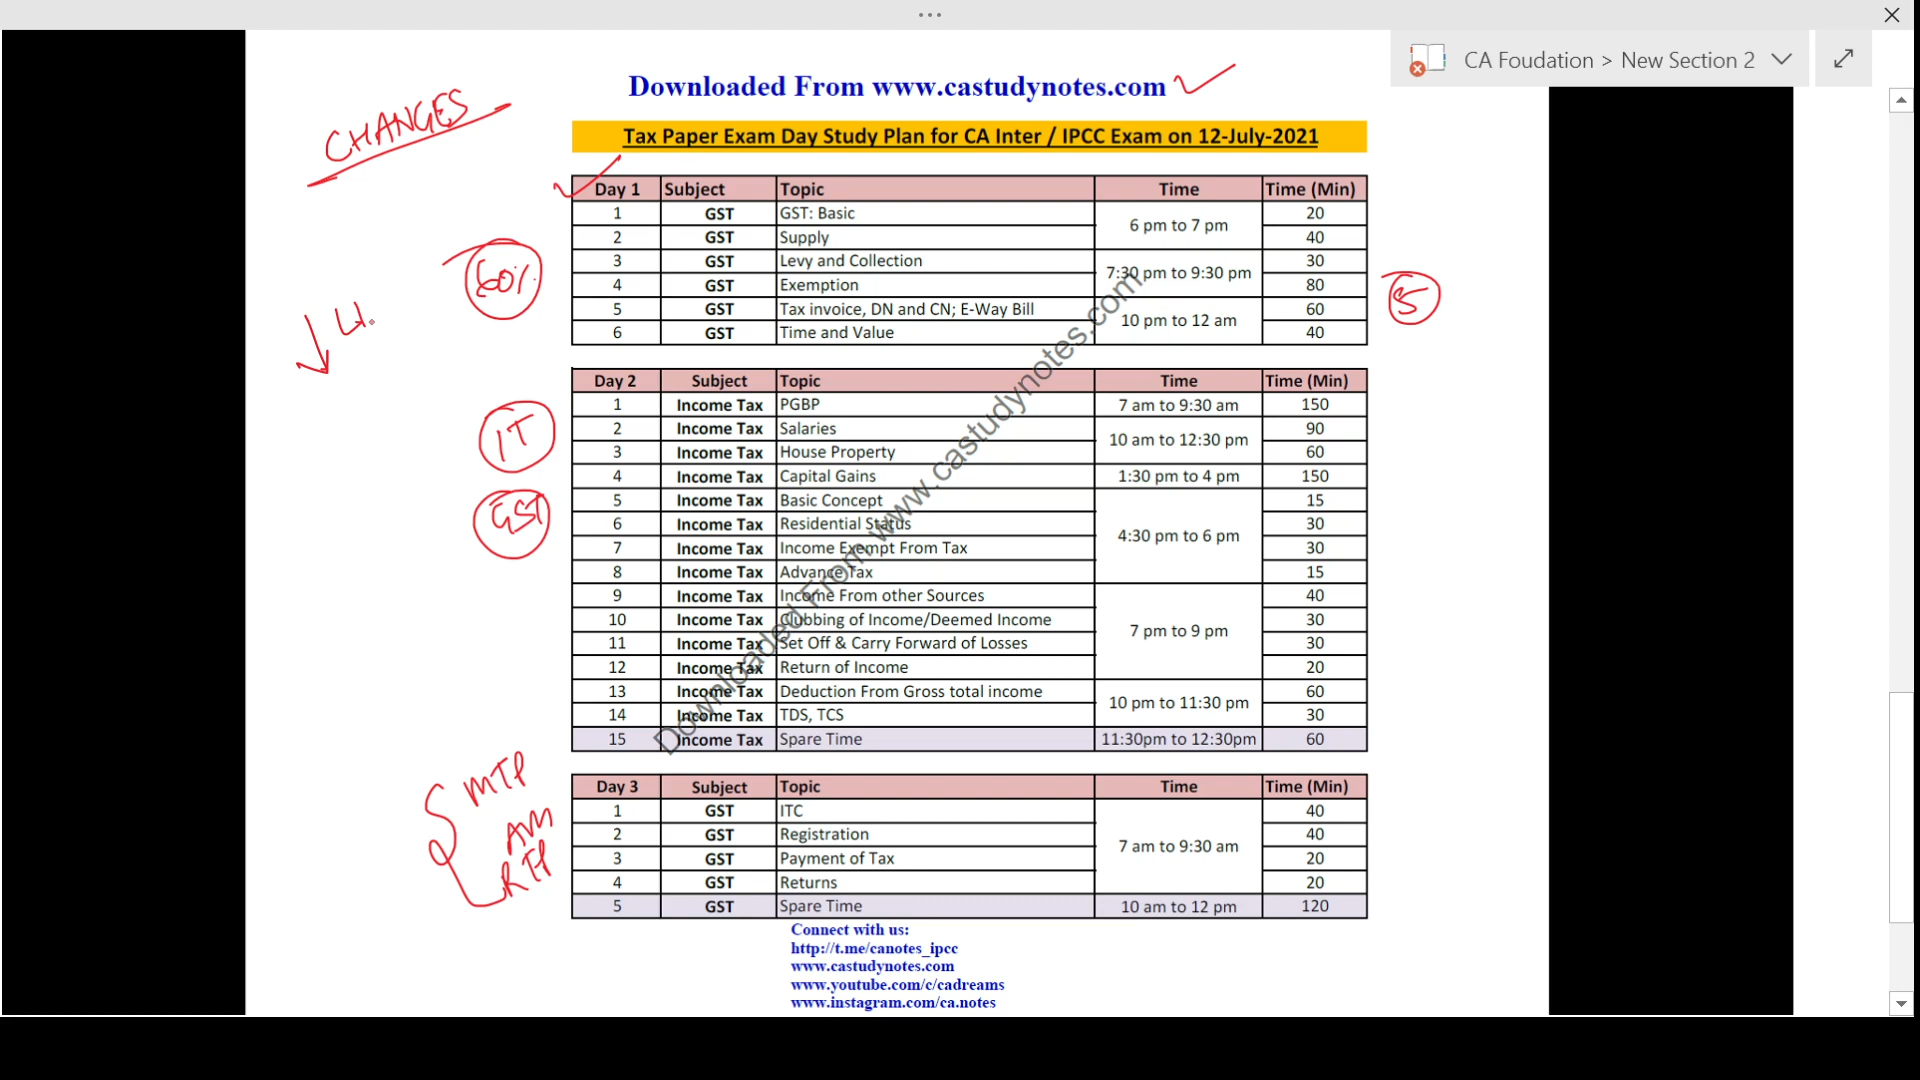 CA Foudation > New Section 2
Downloaded From www.castudynotes.com
CHANGES
Tax Paper Exam Day Study Plan for CA Inter / IPCC Exam on 12-July-2021
Day 1 Subject Topic Time Time (Min)
1 GST GST: Basic 6 pm to 7 pm 20
2 GST Supply 40
3 GST Levy and Collection 7:30 pm to 9:30 pm 30
4 GST Exemption 80
5 GST Tax invoice, DN and CN; E-Way Bill 10 pm to 12 am 60
6 GST Time and Value 40
60%
5
4
Day 2 Subject Topic Time Time (Min)
1 Income Tax PGBP 7 am to 9:30 am 150
2 Income Tax Salaries 10 am to 12:30 pm 90
3 Income Tax House Property 60
4 Income Tax Capital Gains 1:30 pm to 4 pm 150
5 Income Tax Basic Concept 4:30 pm to 6 pm 15
6 Income Tax Residential Status 30
7 Income Tax Income Exempt From Tax 30
8 Income Tax Advance Tax 15
9 Income Tax Income From other Sources 7 pm to 9 pm 40
10 Income Tax Clubbing of Income/Deemed Income 30
11 Income Tax Set Off & Carry Forward of Losses 30
12 Income Tax Return of Income 20
13 Income Tax Deduction From Gross total income 10 pm to 11:30 pm 60
14 Income Tax TDS, TCS 30
15 Income Tax Spare Time 11:30pm to 12:30pm 60
IT
GST
Downloaded From www.castudynotes.com
MTP
AM
RTP
Day 3 Subject Topic Time Time (Min)
1 GST ITC 7 am to 9:30 am 40
2 GST Registration 40
3 GST Payment of Tax 20
4 GST Returns 20
5 GST Spare Time 10 am to 12 pm 120
Connect with us:
http://t.me/canotes_ipcc
www.castudynotes.com
www.youtube.com/c/cadreams
www.instagram.com/ca.notes